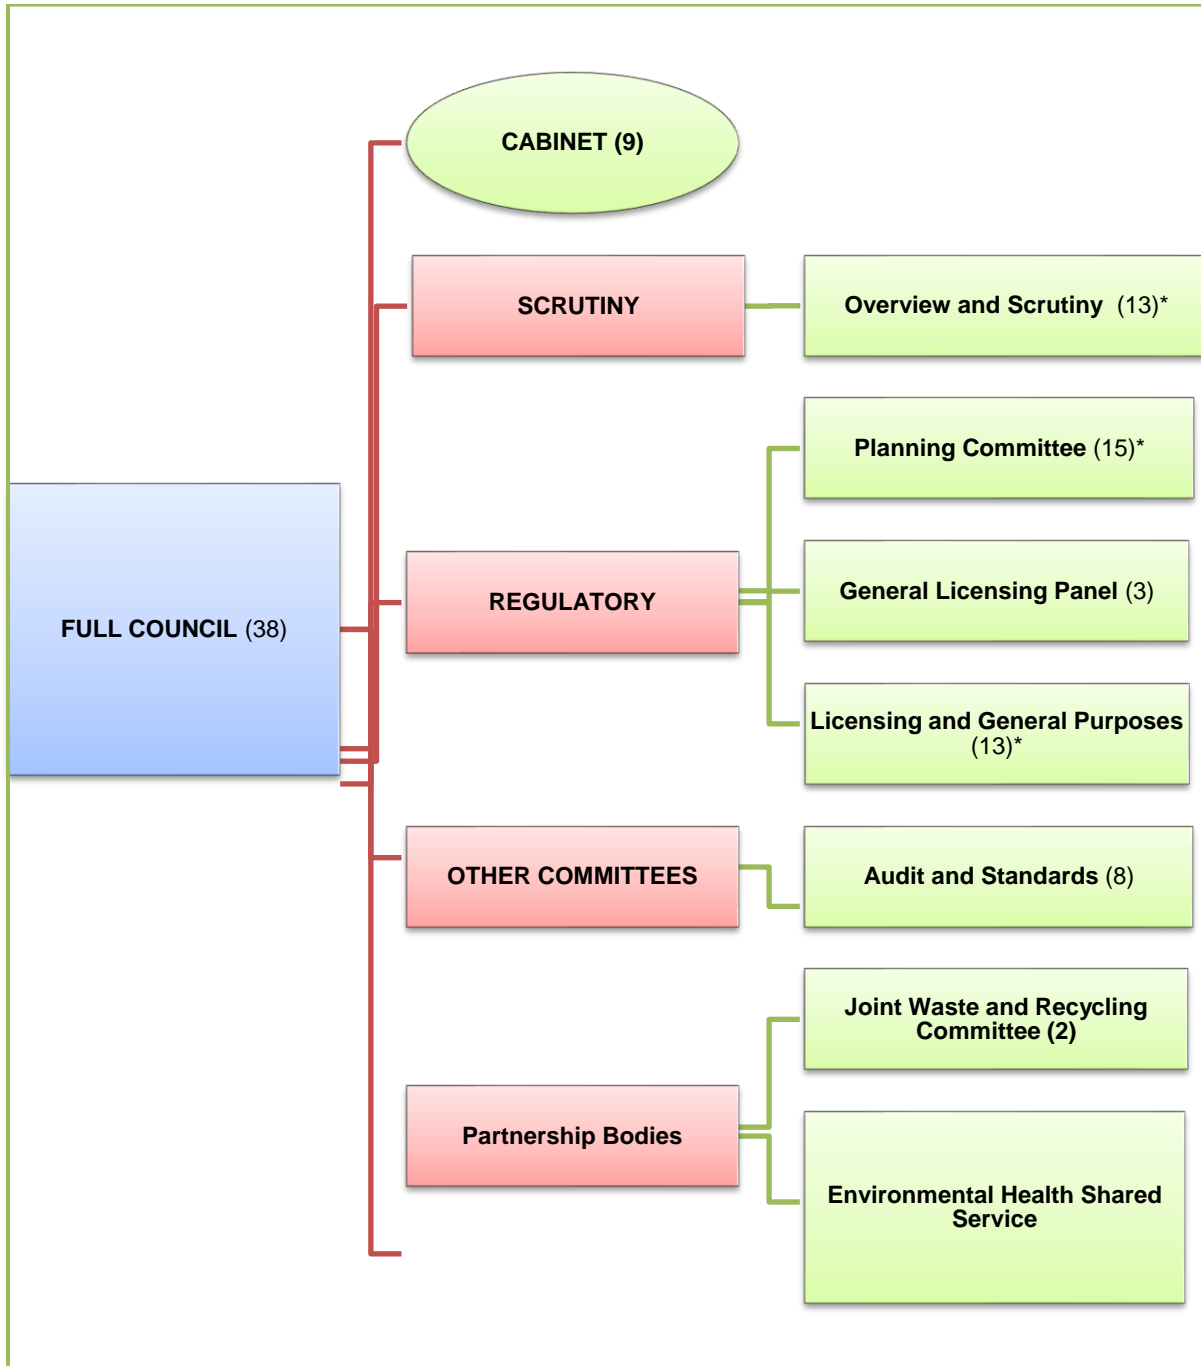 CABINET (9)
SCRUTINY
Overview and Scrutiny (13)*
Planning Committee (15)*
FULL COUNCIL (38)
REGULATORY
General Licensing Panel (3)
Licensing and General Purposes
(13)*
OTHER COMMITTEES
Audit and Standards (8)
Joint Waste and Recycling
Committee (2)
Partnership Bodies
Environmental Health Shared
Service